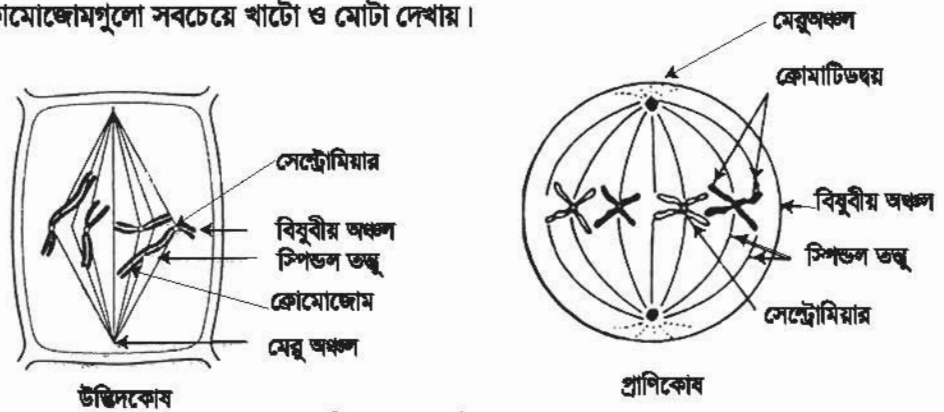 ক্রোমোজোমগুলো সবচেয়ে খাটো ও মোটা দেখায়।
সেন্ট্রোমিয়ার
বিষুবীয় অঞ্চল
স্পিন্ডল তন্তু
ক্রোমোজোম
মেরু অঞ্চল
উদ্ভিদকোষ
মেরুঅঞ্চল
ক্রোমাটিডদ্বয়
বিষুবীয় অঞ্চল
স্পিন্ডল তন্তু
সেন্ট্রোমিয়ার
প্রাণিকোষ